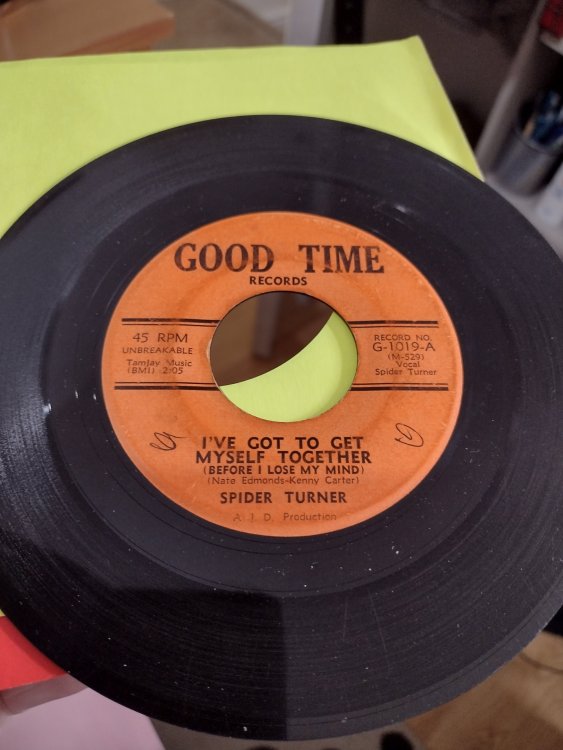 GOOD TIME
RECORDS
45 RPM
UNBREAKABLE
TamJay Music
(BMI) 2:05
RECORD NO.
G-1019-A
(M-529)
Vocal
Spider Turner
I'VE GOT TO GET
MYSELF TOGETHER
(BEFORE I LOSE MY MIND)
(Nate Edmonds-Kenny Carter)
SPIDER TURNER
A. J. D. Production